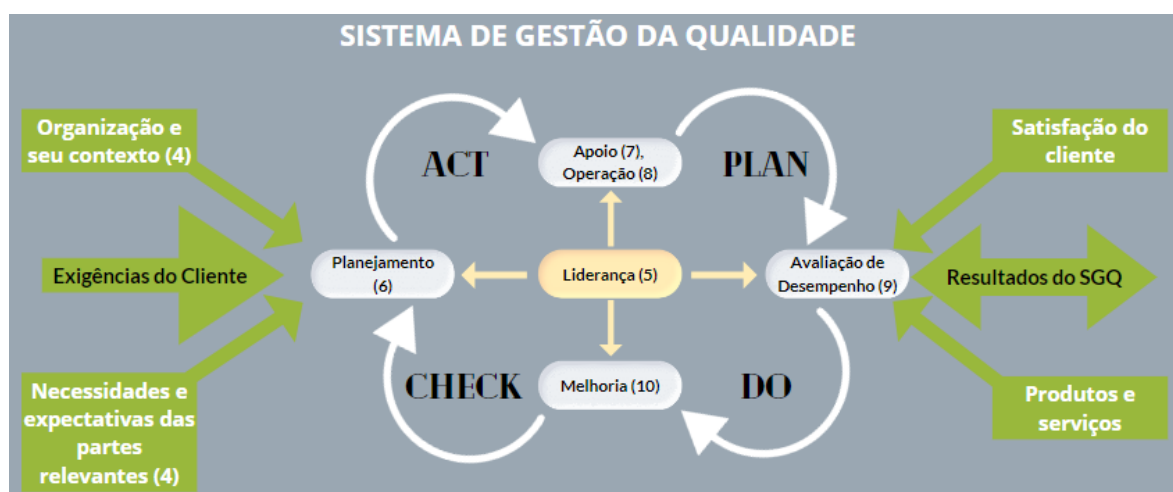 SISTEMA DE GESTÃO DA QUALIDADE
Organização e
seu contexto (4)
Exigências do Cliente
Necessidades e
expectativas das
partes
relevantes (4)
ACT
Apoio (7),
Operação (8)
PLAN
Planejamento
(6)
Liderança (5)
Avaliação de
Desempenho (9)
CHECK
Melhoria (10)
DO
Satisfação do
cliente
Resultados do SGQ
Produtos e
serviços